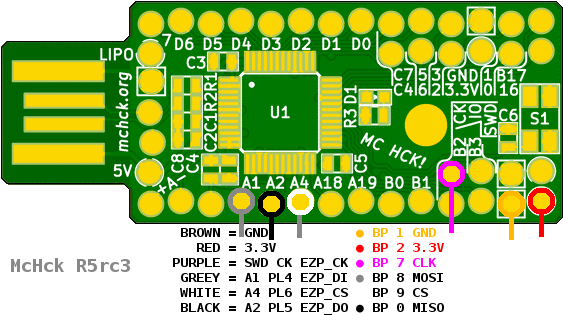 LIPO
7
D6 D5 D4 D3 D2 D1 D0
C3
mchck.org
R1
R2
C1
C2
U1
D1
R3
C7 5 3 GND 1 B17
C4 6 2 3.3V 0 16
MC HCK!
B2 /CLK
B3 /IO
SWD
C6
S1
C8
C4
C5
5V
+A-
A1 A2 A4 A18 A19 B0 B1
BROWN = GND
RED = 3.3V
PURPLE = SWD CK EZP_CK
GREEY = A1 PL4 EZP_DI
WHITE = A4 PL6 EZP_CS
BLACK = A2 PL5 EZP_DO
BP 1 GND
BP 2 3.3V
BP 7 CLK
BP 8 MOSI
BP 9 CS
BP 0 MISO
McHck R5rc3